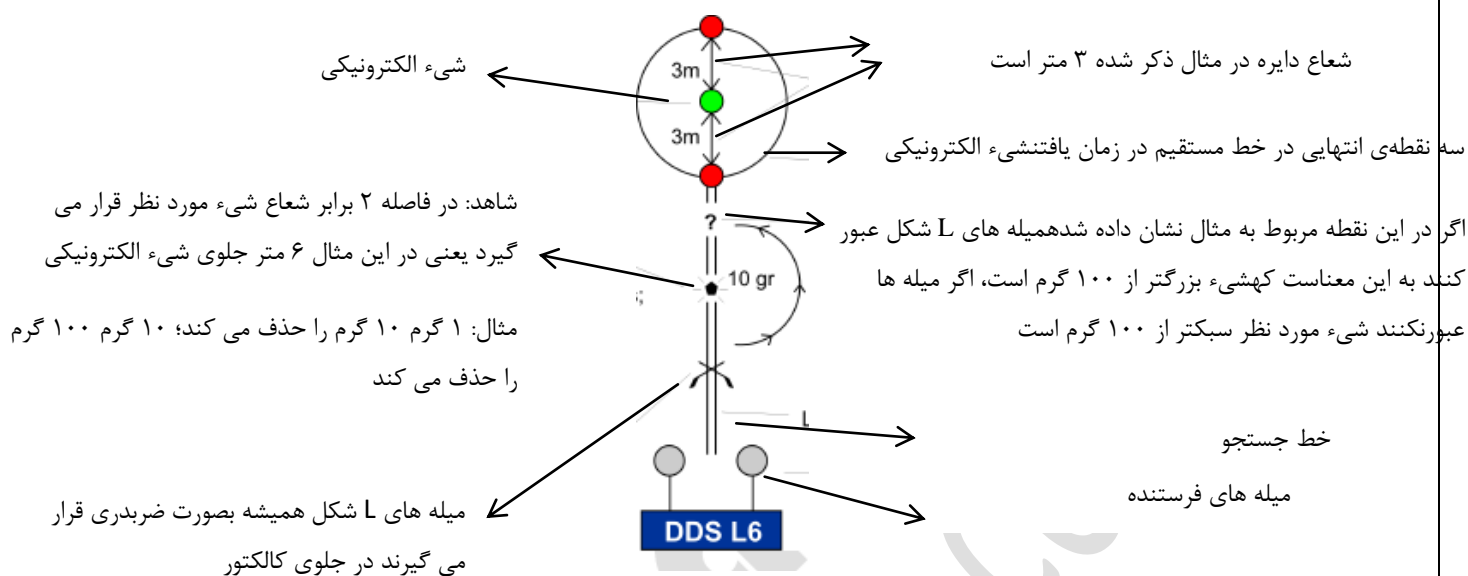 شیء الکترونیکی
شاهد: در فاصله ۲ برابر شعاع شیء مورد نظر قرار می
گیرد یعنی در این مثال ۶ متر جلوی شیء الکترونیکی
مثال: ۱ گرم ۱۰ گرم را حذف می کند؛ ۱۰ گرم ۱۰۰ گرم
را حذف می کند
میله های L شکل همیشه بصورت ضربدری قرار
می گیرند در جلوی کالکتور
3m
3m
?
10 gr
s;
L
DDS L6
شعاع دایره در مثال ذکر شده ۳ متر است
سه نقطه‌ی انتهایی در خط مستقیم در زمان یافتنشیء الکترونیکی
اگر در این نقطه مربوط به مثال نشان داده شدهمیله های L شکل عبور
کنند به این معناست کهشیء بزرگتر از ۱۰۰ گرم است، اگر میله ها
عبورنکنند شیء مورد نظر سبکتر از ۱۰۰ گرم است
خط جستجو
میله های فرستنده